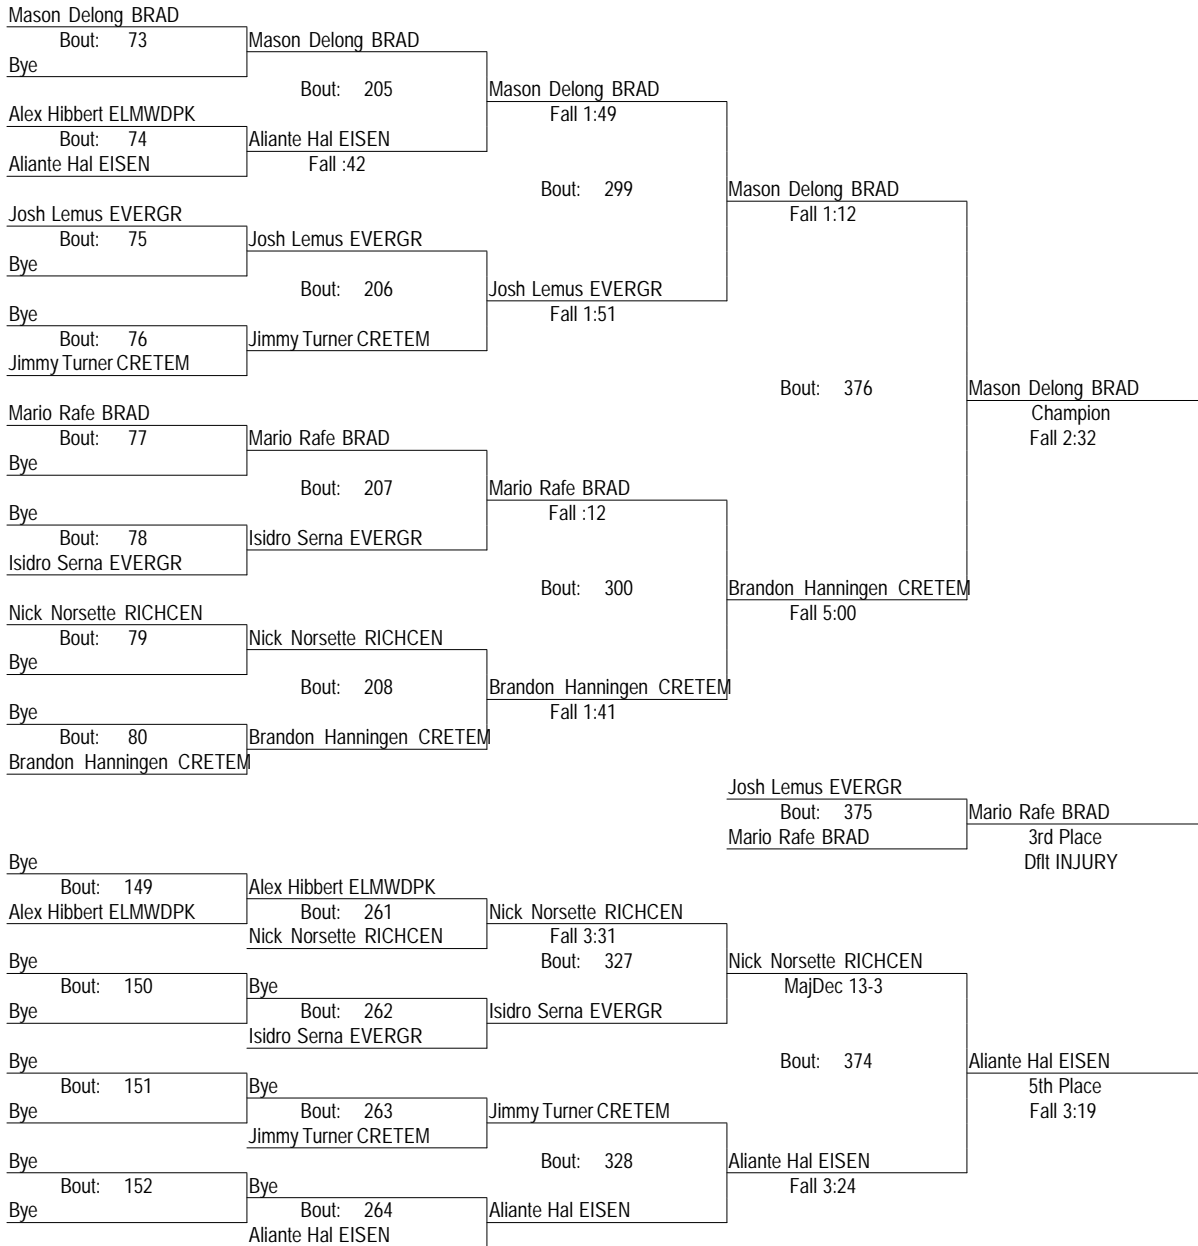 Mason Delong BRAD
Bout: 73
Mason Delong BRAD
Bye
Bout: 205
Mason Delong BRAD
Alex Hibbert ELMWDPK
Fall 1:49
Bout: 74
Aliante Hal EISEN
Aliante Hal EISEN
Fall :42
Bout: 299
Mason Delong BRAD
Josh Lemus EVERGR
Fall 1:12
Bout: 75
Josh Lemus EVERGR
Bye
Bout: 206
Josh Lemus EVERGR
Bye
Fall 1:51
Bout: 76
Jimmy Turner CRETEM
Jimmy Turner CRETEM
Bout: 376
Mason Delong BRAD
Mario Rafe BRAD
Champion
Bout: 77
Mario Rafe BRAD
Fall 2:32
Bye
Bout: 207
Mario Rafe BRAD
Bye
Fall :12
Bout: 78
Isidro Serna EVERGR
Isidro Serna EVERGR
Bout: 300
Brandon Hanningen CRETEM
Nick Norsette RICHCEN
Fall 5:00
Bout: 79
Nick Norsette RICHCEN
Bye
Bout: 208
Brandon Hanningen CRETEM
Bye
Fall 1:41
Bout: 80
Brandon Hanningen CRETEM
Brandon Hanningen CRETEM
Josh Lemus EVERGR
Bout: 375
Mario Rafe BRAD
Mario Rafe BRAD
3rd Place
Dflt INJURY
Bye
Bout: 149
Alex Hibbert ELMWDPK
Alex Hibbert ELMWDPK
Bout: 261
Nick Norsette RICHCEN
Nick Norsette RICHCEN
Fall 3:31
Bye
Bout: 327
Nick Norsette RICHCEN
Bout: 150
Bye
MajDec 13-3
Bye
Bout: 262
Isidro Serna EVERGR
Isidro Serna EVERGR
Bye
Bout: 374
Aliante Hal EISEN
Bout: 151
Bye
5th Place
Bye
Bout: 263
Jimmy Turner CRETEM
Fall 3:19
Jimmy Turner CRETEM
Bye
Bout: 328
Aliante Hal EISEN
Bout: 152
Bye
Fall 3:24
Bye
Bout: 264
Aliante Hal EISEN
Aliante Hal EISEN